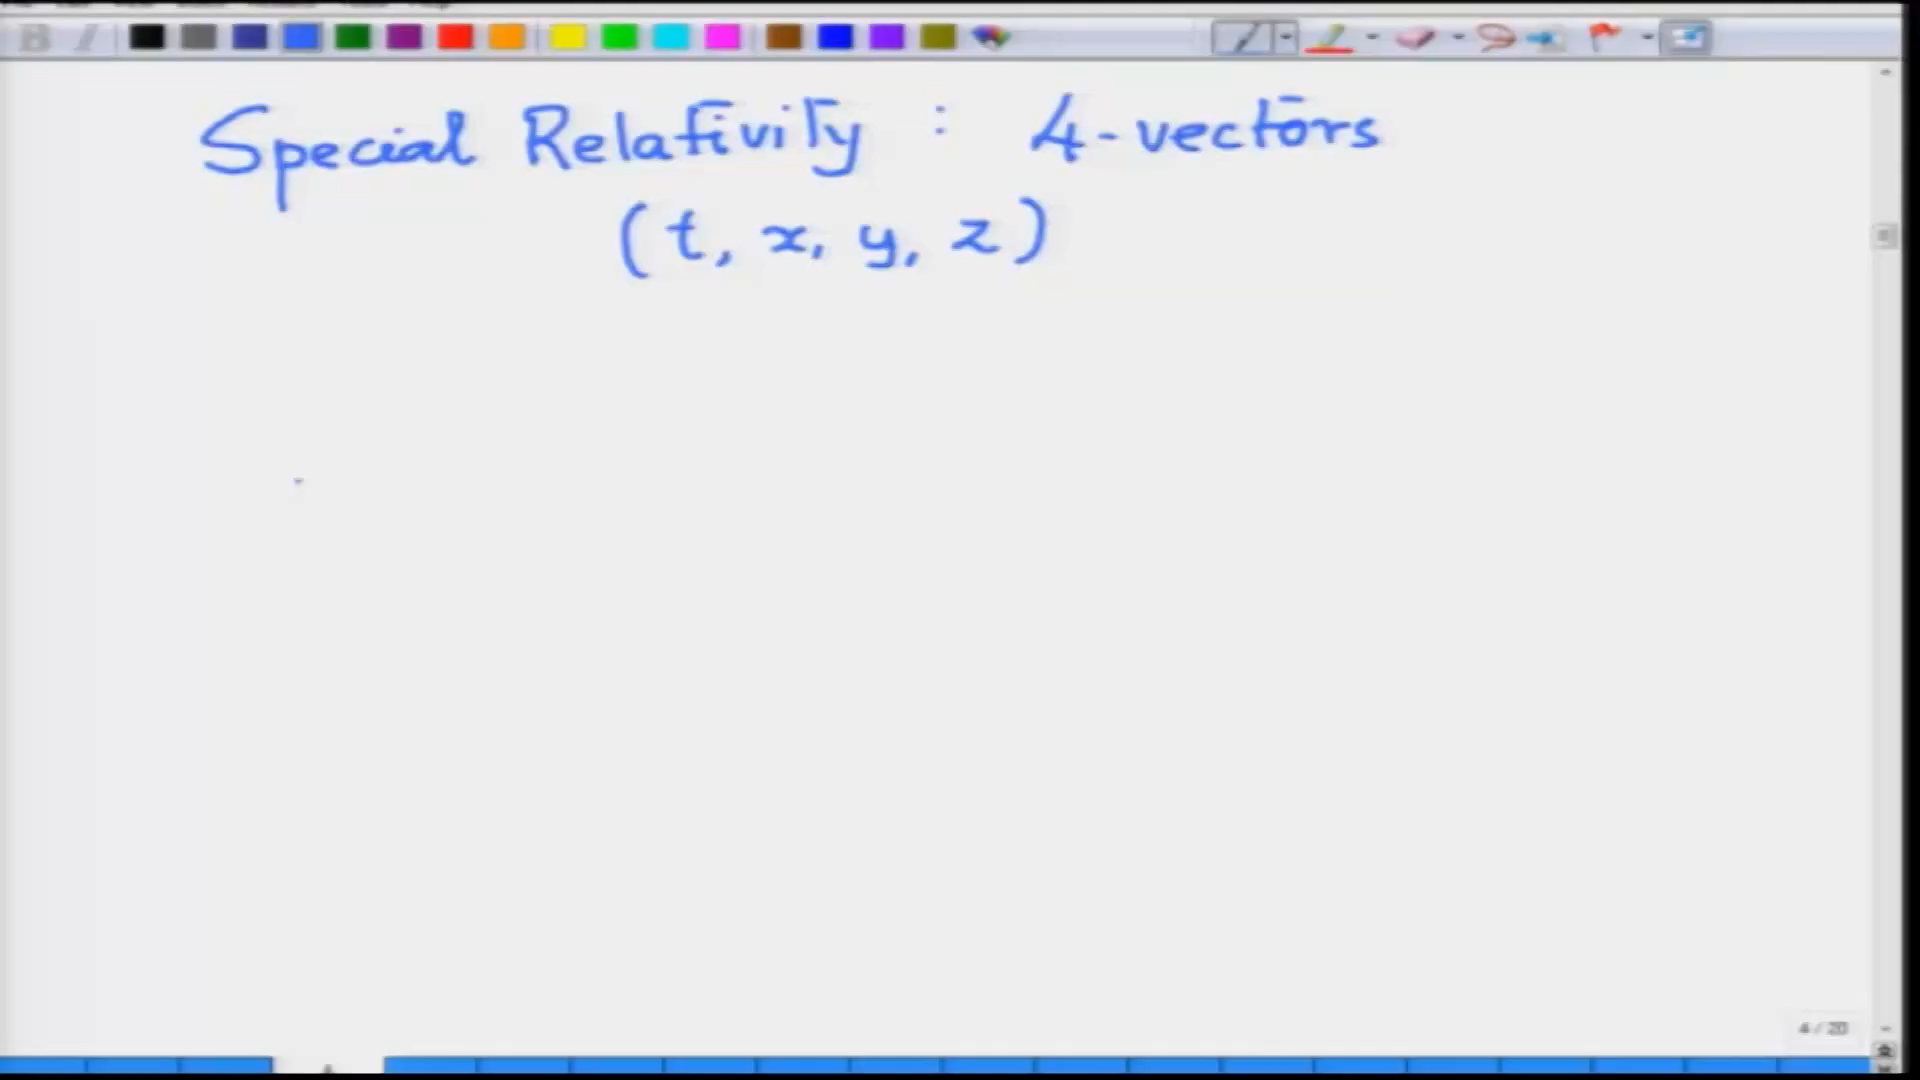 Special Relativity : 4-vectors
(t, x, y, z)
4 / 20